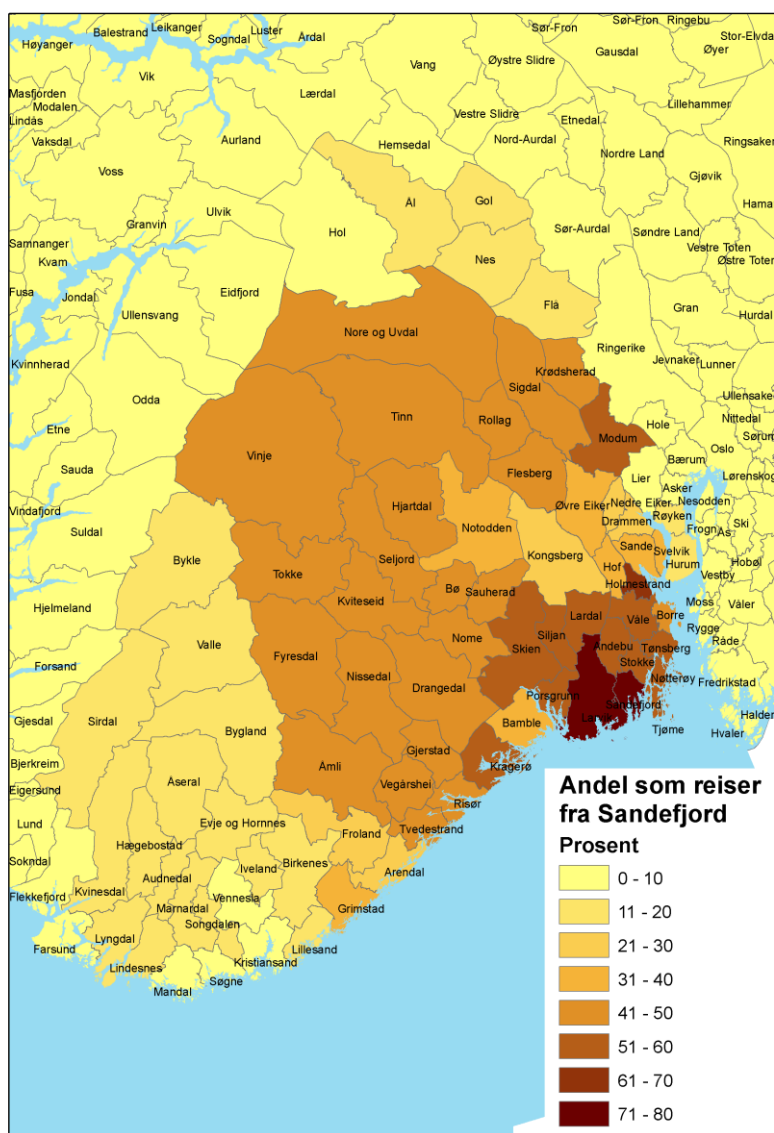 Høyanger
Balestrand
Leikanger
Sogndal
Luster
Årdal
Sør-Fron
Sør-Fron
Ringebu
Stor-Elvda
Øyer
Gausdal
Vang
Øystre Slidre
Vik
Masfjorden
Modalen
Lindås
Vaksdal
Lærdal
Vestre Slidre
Etnedal
Lillehammer
Aurland
Hemsedal
Nord-Aurdal
Nordre Land
Ringsaker
Voss
Gjøvik
Hama
Granvin
Ulvik
Ål
Gol
Hol
Sør-Aurdal
Søndre Land
Vestre Toten
Østre Toten
Samnanger
Kvam
Nes
Fusa
Jondal
Eidfjord
Flå
Gran
Hurdal
Ullensvang
Nore og Uvdal
Ringerike
Kvinnherad
Jevnaker
Lunner
Krødsherad
Sigdal
Odda
Tinn
Rollag
Ullensake
Nittedal
Etne
Modum
Hole
Oslo
Sørum
Vinje
Bærum
Sauda
Flesberg
Lier
Lørenskog
Asker
Nesodden
Vindafjord
Hjartdal
Øvre Eiker
Nedre Eiker
Røyken
Suldal
Notodden
Drammen
Frogn
Ski
Ås
Bykle
Seljord
Kongsberg
Sande
Svelvik
Hurum
Hobøl
Tokke
Hof
Vestby
Holmestrand
Hjelmeland
Kviteseid
Bø
Sauherad
Moss
Våler
Lardal
Våle
Borre
Rygge
Valle
Nome
Siljan
Råde
Forsand
Fyresdal
Skien
Andebu
Tønsberg
Nissedal
Drangedal
Stokke
Nøtterøy
Fredrikstad
Porsgrunn
Sandefjord
Gjesdal
Sirdal
Bamble
Larvik
Tjøme
Halden
Hvaler
Bygland
Gjerstad
Bjerkreim
Åmli
Kragerø
Eigersund
Åseral
Vegårshei
Risør
Lund
Evje og Hornnes
Froland
Tvedestrand
Hægebostad
Birkenes
Sokndal
Iveland
Arendal
Audnedal
Kvinesdal
Vennesla
Flekkefjord
Marnardal
Grimstad
Songdalen
Lyngdal
Lillesand
Farsund
Kristiansand
Lindesnes
Søgne
Mandal
Andel som reiser
fra Sandefjord
Prosent
0 - 10
11 - 20
21 - 30
31 - 40
41 - 50
51 - 60
61 - 70
71 - 80